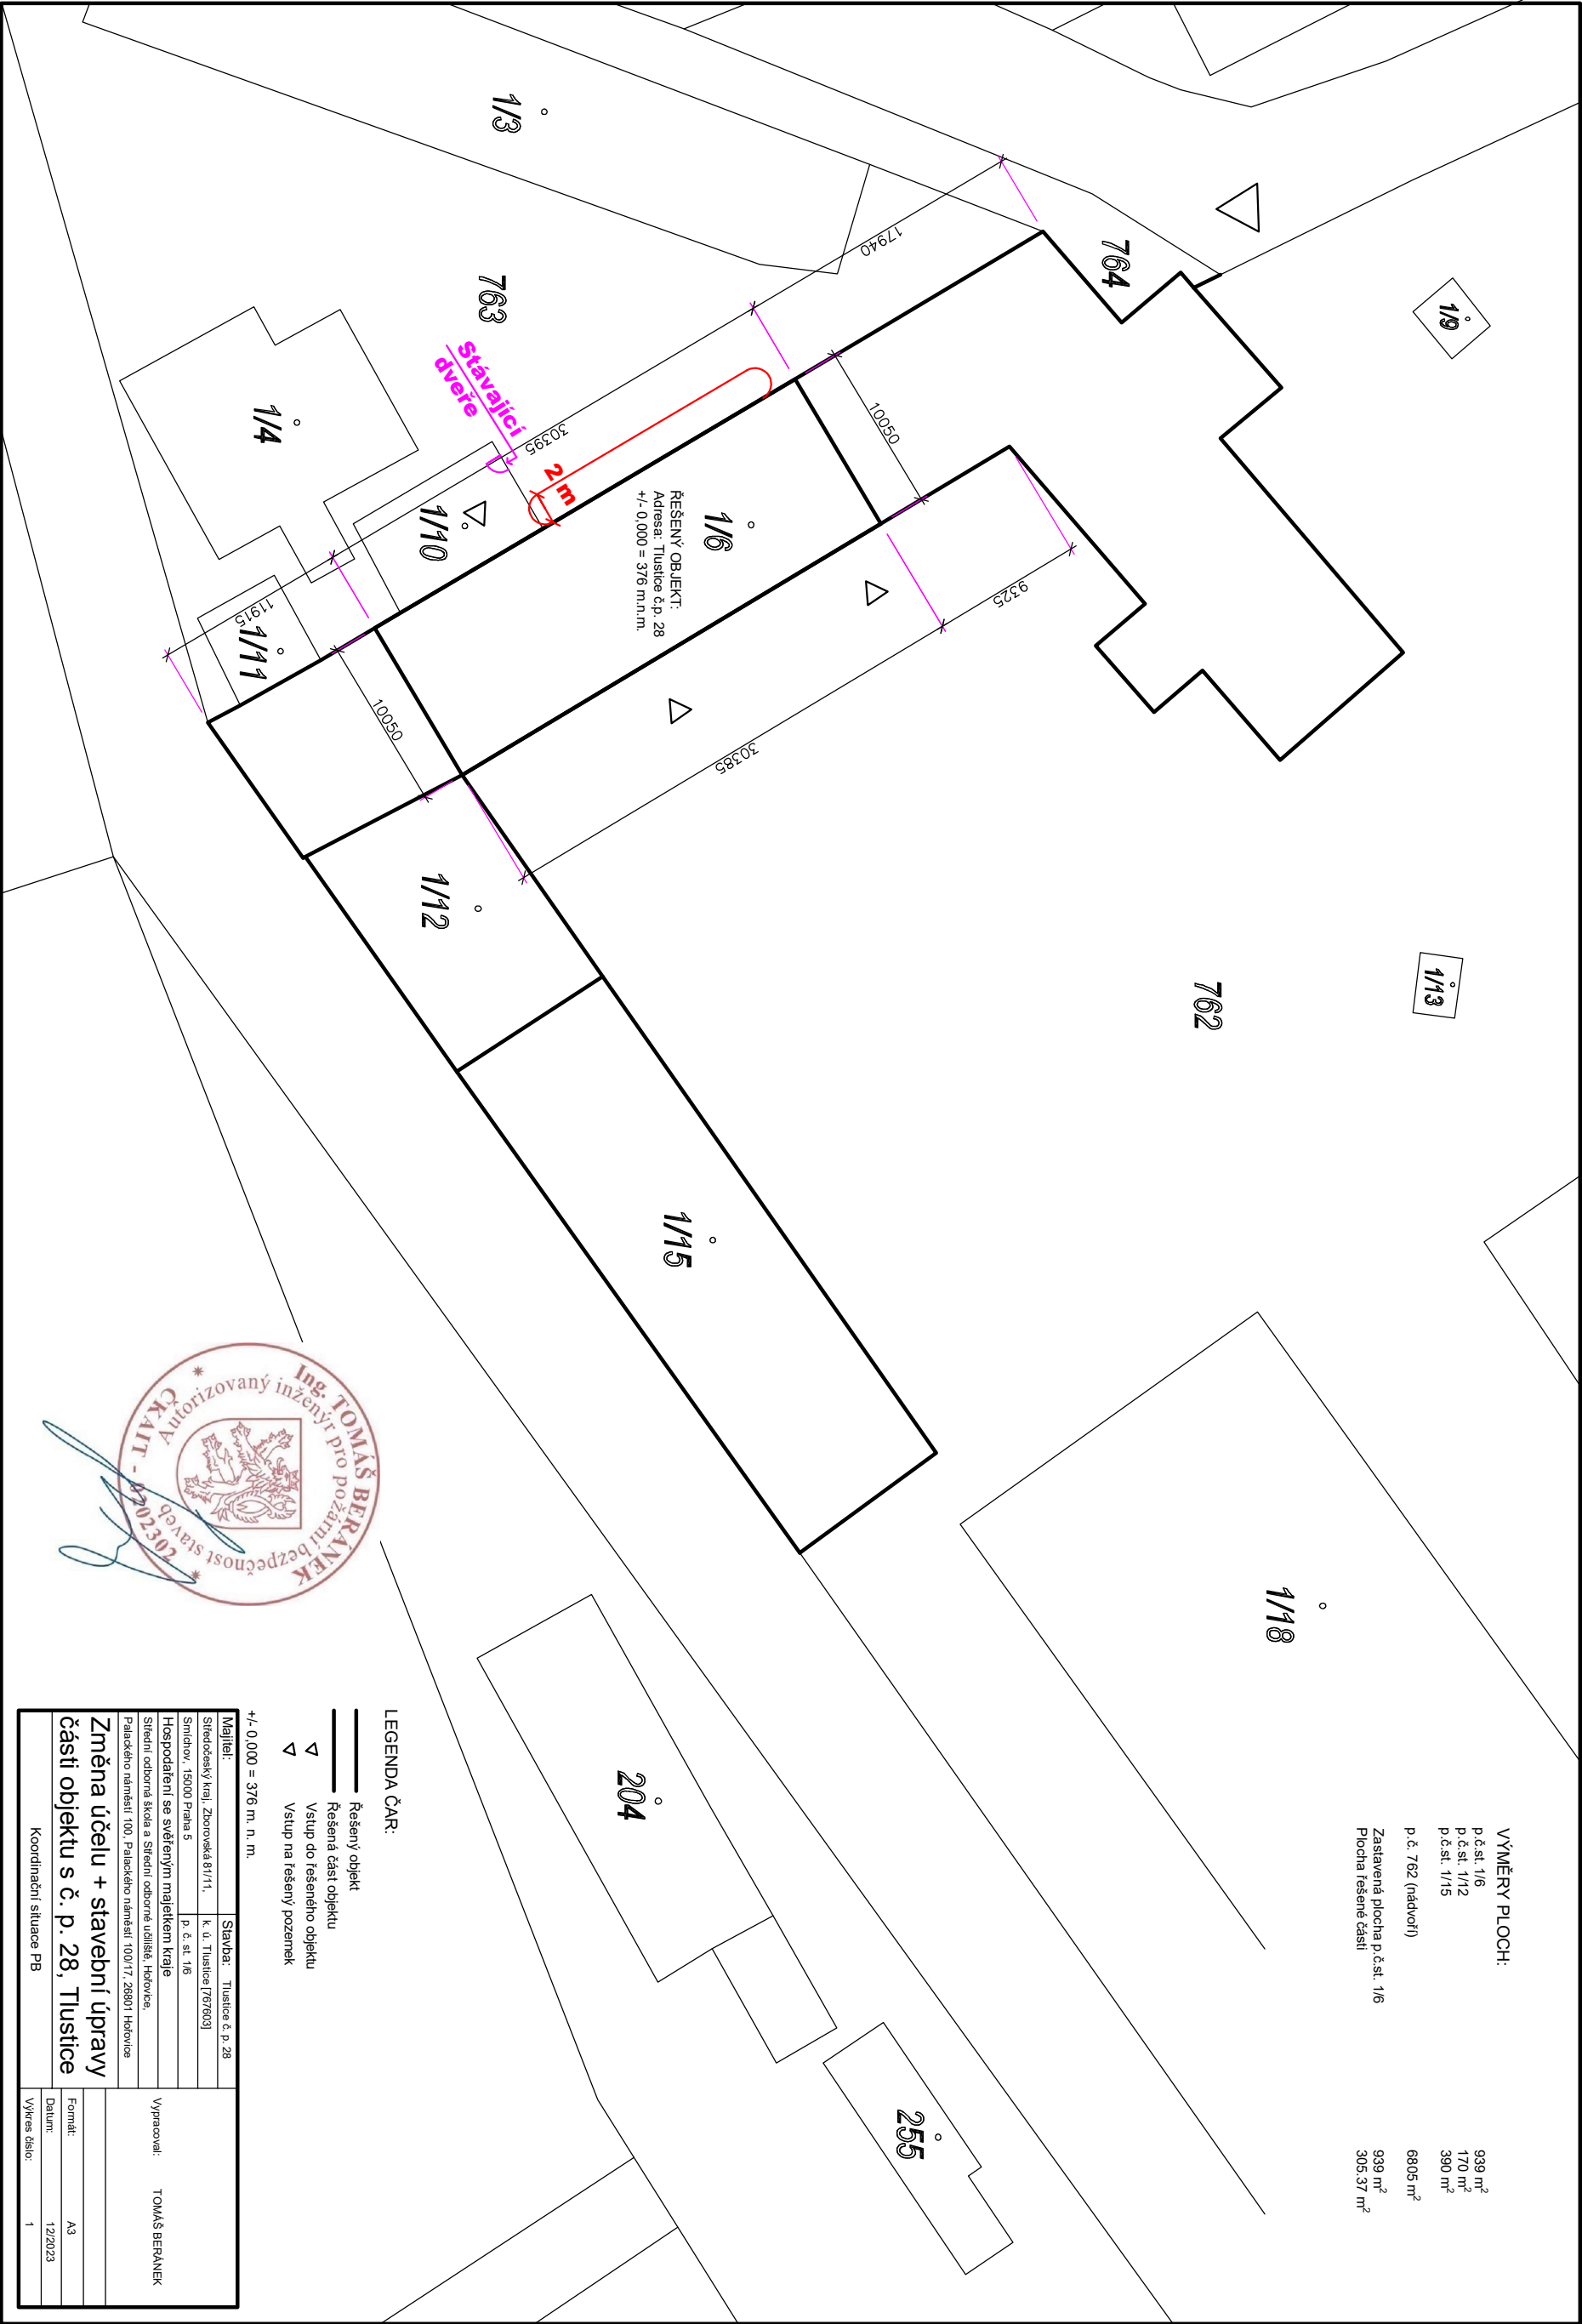 VÝMĚRY PLOCH:
p.č.st. 1/6 939 m²
p.č.st. 1/12 170 m²
p.č.st. 1/15 390 m²
p.č. 762 (nádvoří) 6805 m²
Zastavená plocha p.č.st. 1/6 939 m²
Plocha řešené části 305.37 m²
1/9
1/13
764
762
1/18
17940
10050
9325
1/3
763
1/6
ŘEŠENÝ OBJEKT:
Adresa: Tlustice č.p. 28
+/- 0,000 = 376 m.n.m.
30395
30385
Stávající
dveře
2 m
1/10
1/4
1/11
11915
10050
1/12
1/15
204
255
LEGENDA ČAR:
Řešený objekt
Řešená část objektu
Vstup do řešeného objektu
Vstup na řešený pozemek
+/- 0,000 = 376 m. n. m.
Ing. TOMÁŠ BERÁNEK
Autorizovaný inženýr pro požární bezpečnost staveb
ČKAIT - 0202302
Majitel: Stavba: Tlustice č. p. 28
Středočeský kraj, Zborovská 81/11, k. ú. Tlustice [767603]
Smíchov, 15000 Praha 5 p. č. st. 1/6
Hospodaření se svěřeným majetkem kraje
Střední odborná škola a Střední odborné učiliště, Hořovice,
Palackého náměstí 100, Palackého náměstí 100/17, 26801 Hořovice
Vypracoval: TOMÁŠ BERÁNEK
Změna účelu + stavební úpravy
části objektu s č. p. 28, Tlustice
Formát: A3
Datum: 12/2023
Koordinační situace PB
Výkres číslo: 1